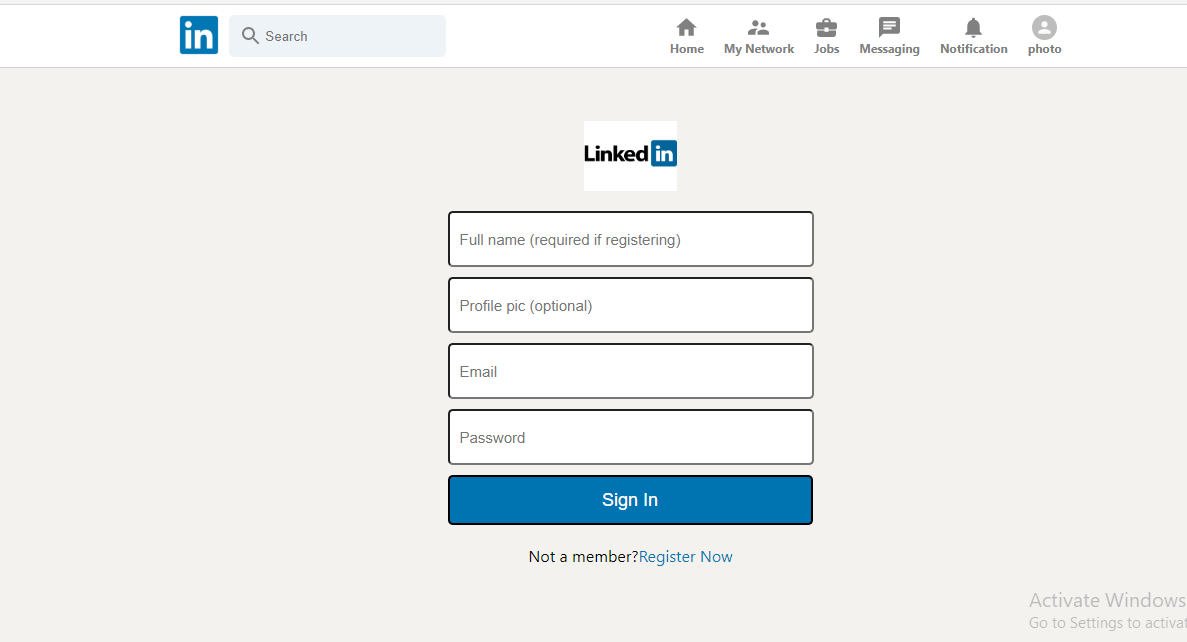 in
Search
Home
My Network
Jobs
Messaging
Notification
photo
Linked in
Full name (required if registering)
Profile pic (optional)
Email
Password
Sign In
Not a member?Register Now
Activate Windows
Go to Settings to activat